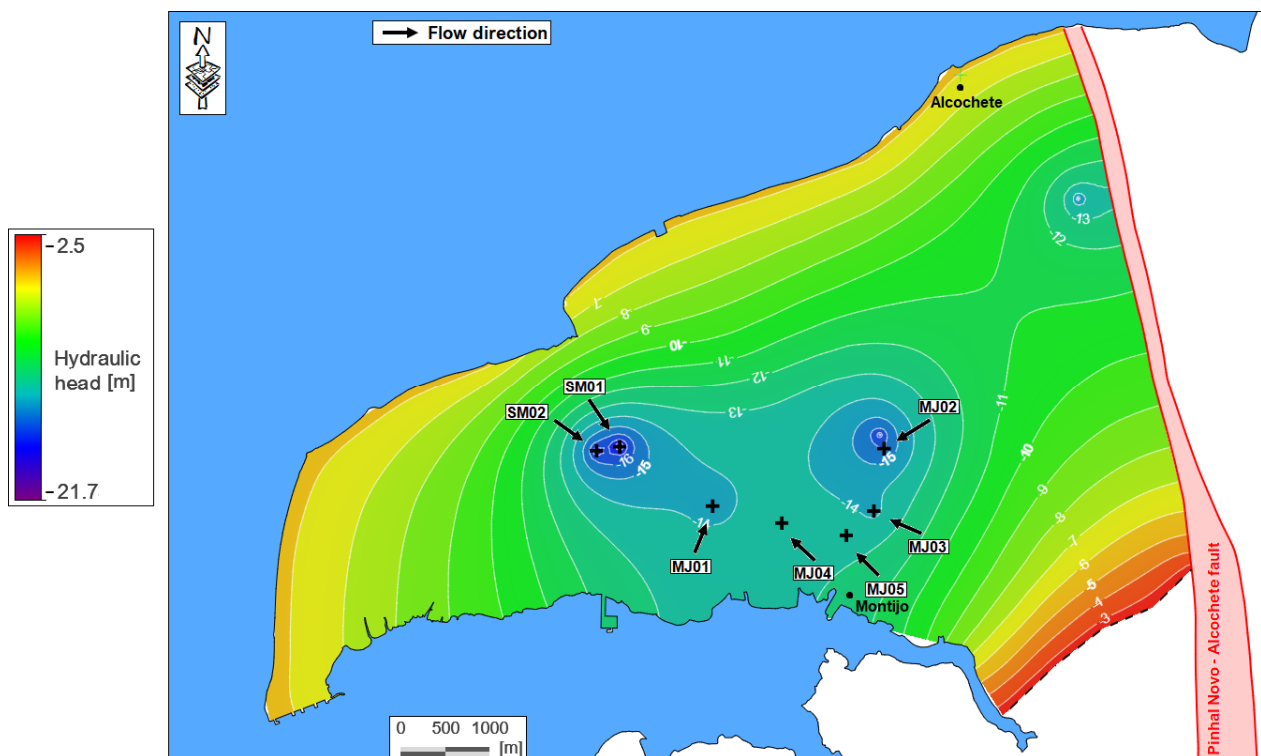 N
Flow direction
Alcochete
-2.5
Hydraulic
head [m]
-21.7
-13
-12
-7
-8
-9
-10
-11
-12
-13
SM01
SM02
MJ02
-16
-15
-15
-14
-14
MJ01
MJ04
MJ03
MJ05
Montijo
-11
-10
-9
-8
-7
-6
-5
-4
-3
0 500 1000
[m]
Pinhal Novo - Alcochete fault